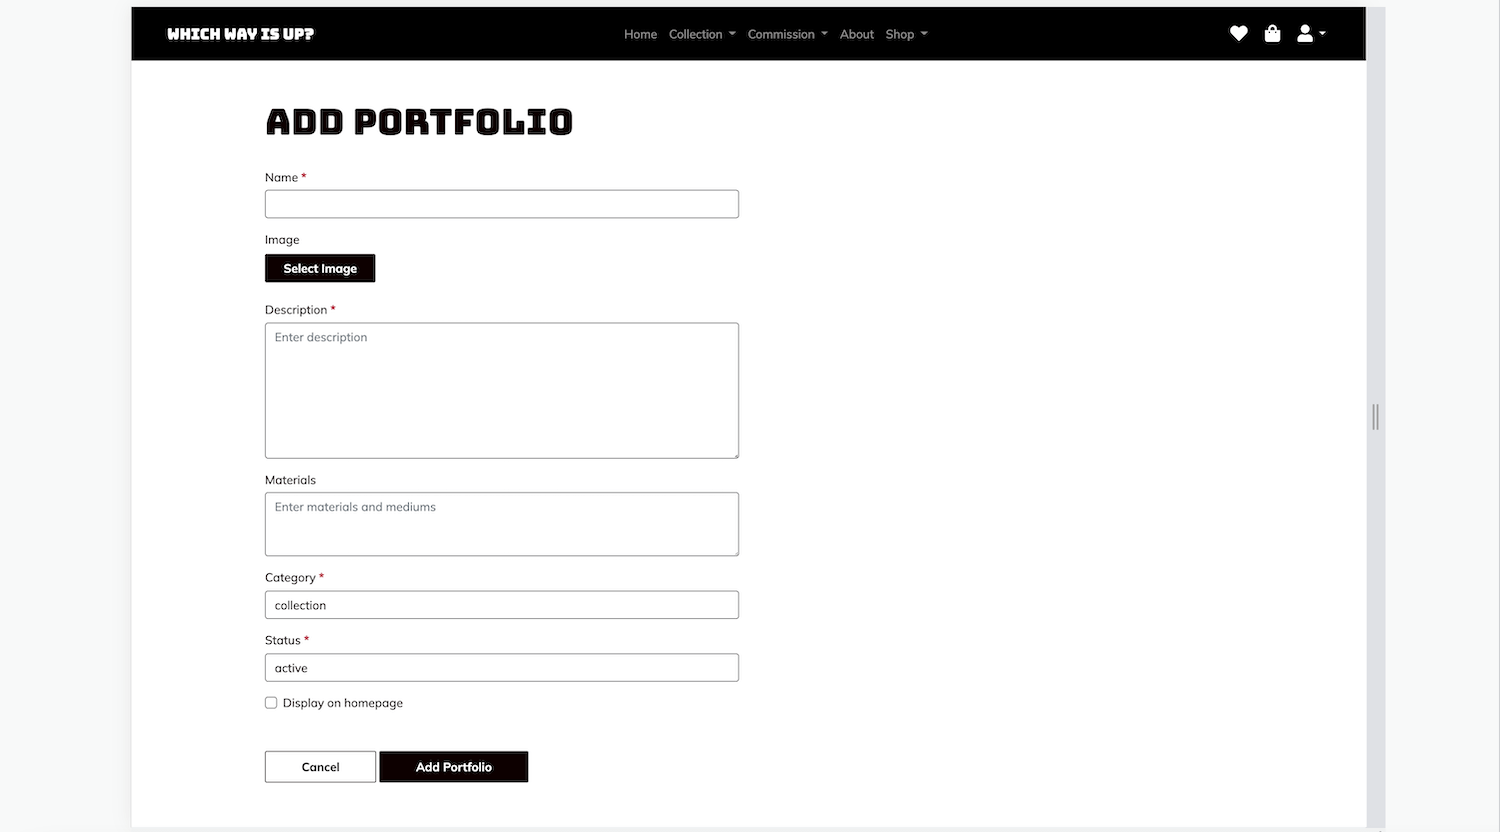 WHICH WAY IS UP?
Home Collection Commission About Shop
ADD PORTFOLIO
Name *
Image
Select Image
Description *
Enter description
Materials
Enter materials and mediums
Category *
collection
Status *
active
Display on homepage
Cancel Add Portfolio